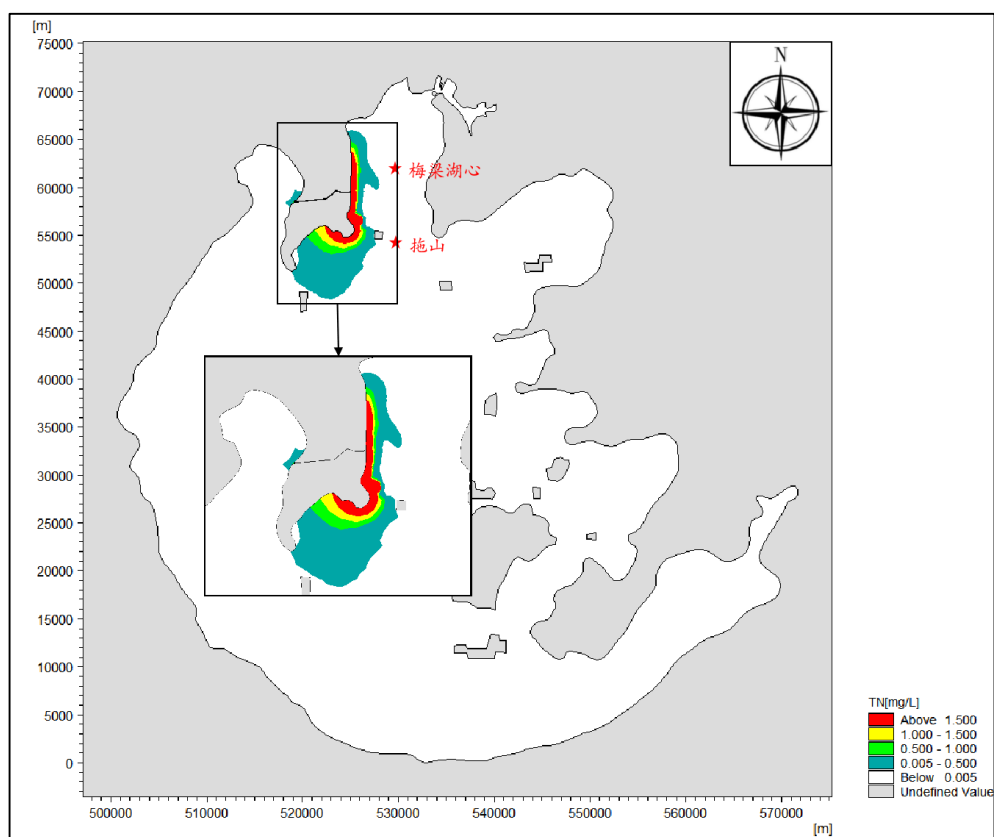 [m]
75000
70000
65000
60000
55000
50000
45000
40000
35000
30000
25000
20000
15000
10000
5000
0
N
梅梁湖心
拖山
TN[mg/L]
Above 1.500
1.000 - 1.500
0.500 - 1.000
0.005 - 0.500
Below 0.005
Undefined Value
500000 510000 520000 530000 540000 550000 560000 570000
[m]